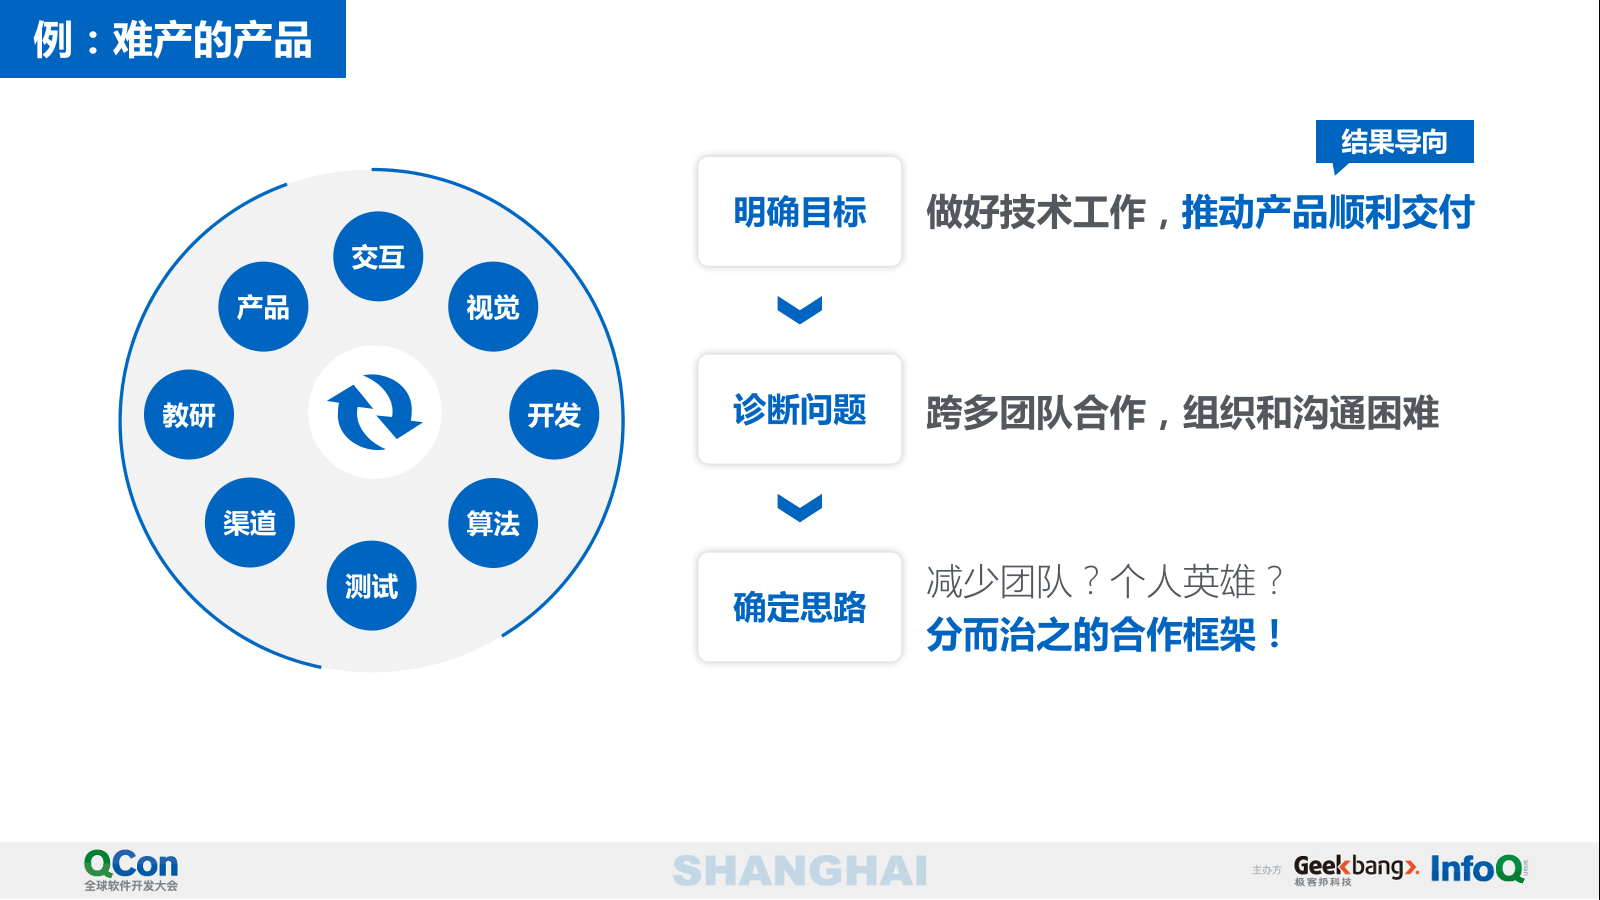 例：难产的产品
结果导向
交互
产品
视觉
教研
开发
渠道
算法
测试
明确目标
做好技术工作，推动产品顺利交付
诊断问题
跨多团队合作，组织和沟通困难
确定思路
减少团队？个人英雄？
分而治之的合作框架！
QCon
全球软件开发大会
SHANGHAI
主办方
Geekbang>.
极客邦科技
InfoQ